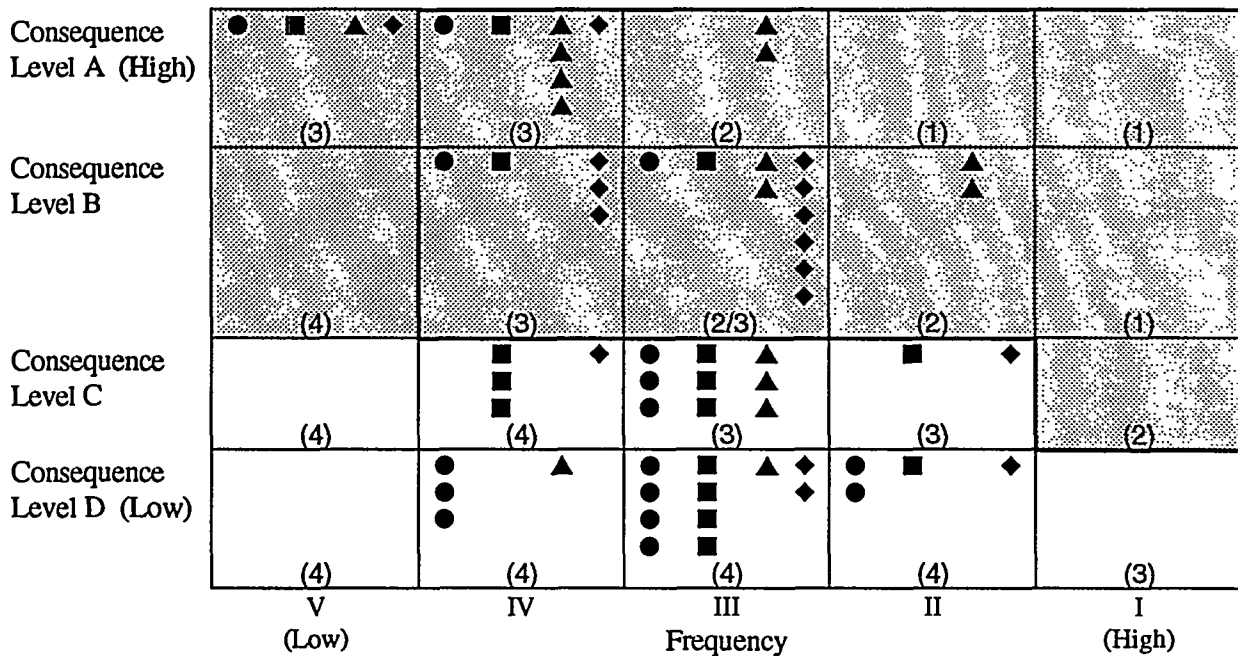 Consequence
Level A (High)
(3) (3) (2) (1) (1)
Consequence
Level B
(4) (3) (2/3) (2) (1)
Consequence
Level C
(4) (4) (3) (3) (2)
Consequence
Level D (Low)
(4) (4) (4) (4) (3)
V IV III II I
(Low) Frequency (High)